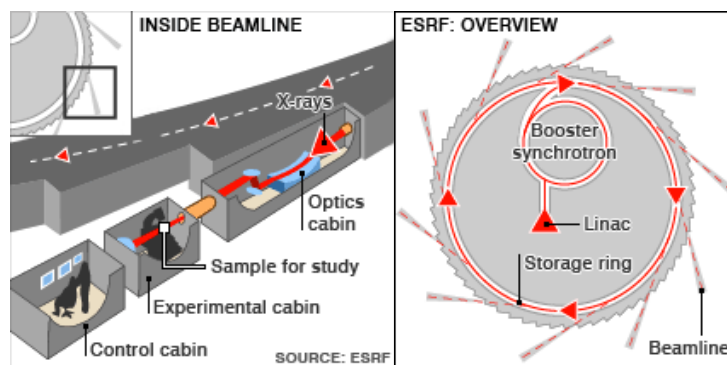 INSIDE BEAMLINE
X-rays
Optics
cabin
Sample for study
Experimental cabin
Control cabin
SOURCE: ESRF
ESRF: OVERVIEW
Booster
synchrotron
Linac
Storage ring
Beamline